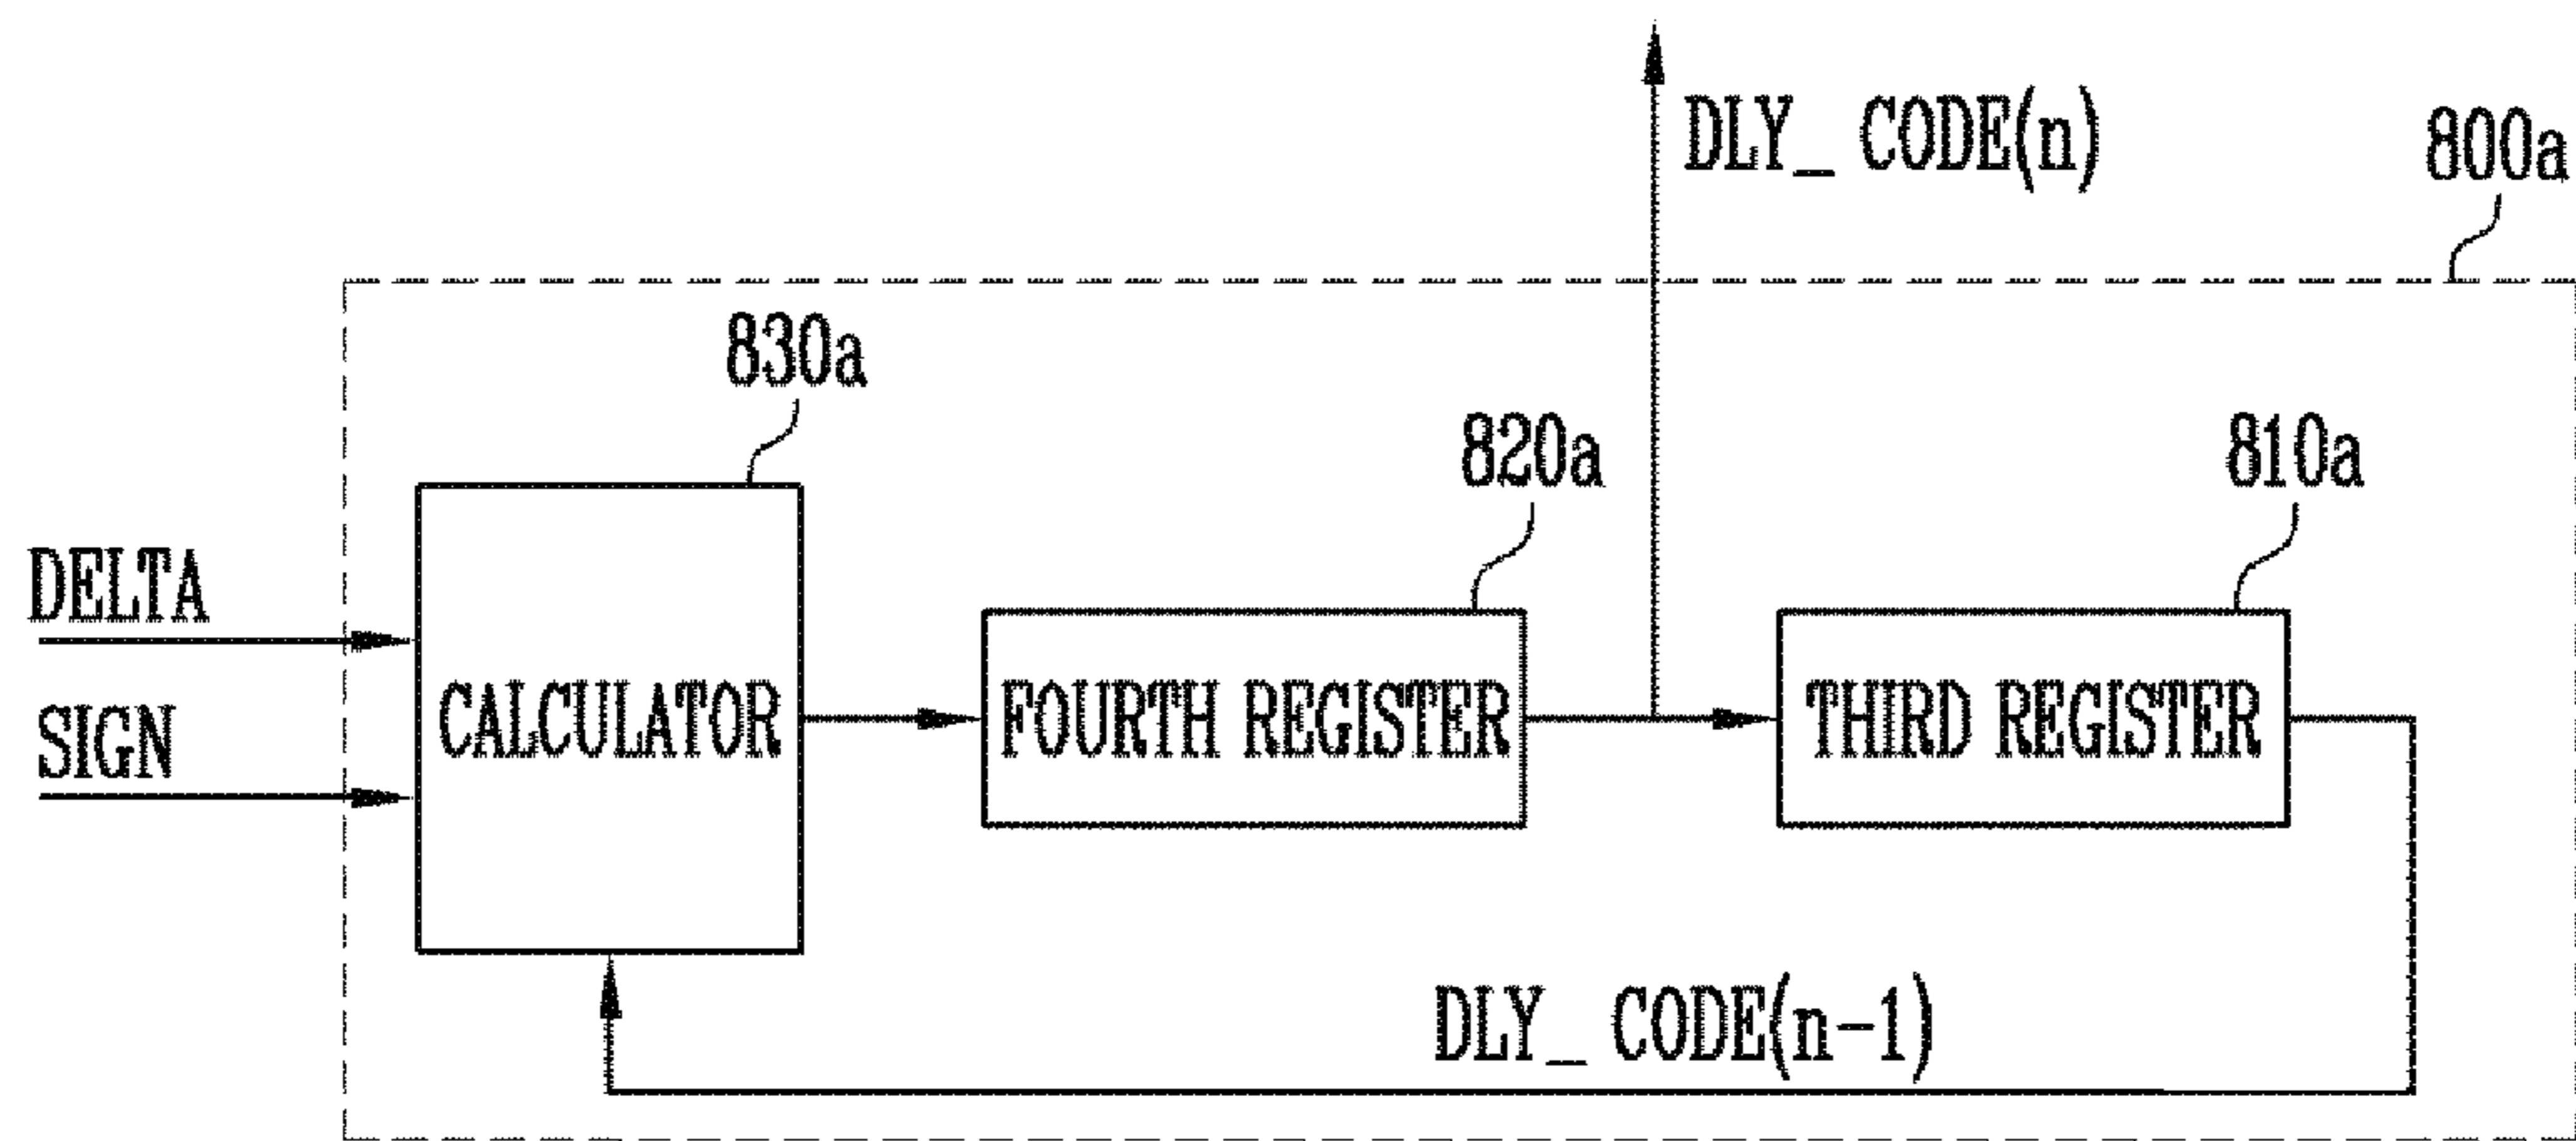 DLY_ CODE(n)
800a
830a
820a
810a
DELTA
SIGN
CALCULATOR
FOURTH REGISTER
THIRD REGISTER
DLY_ CODE(n-1)